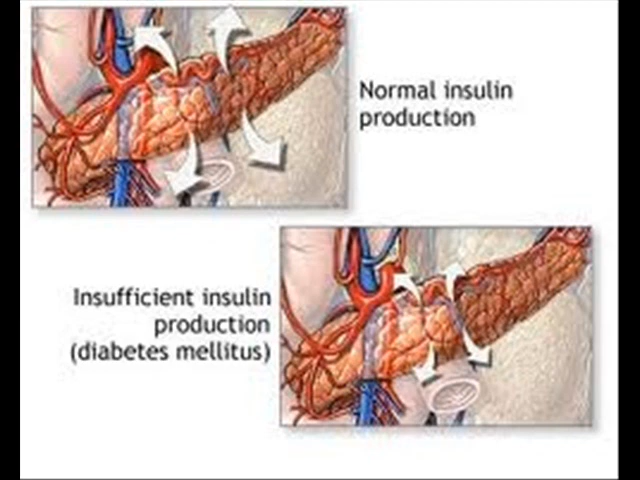 Normal insulin
production
Insufficient insulin
production
(diabetes mellitus)